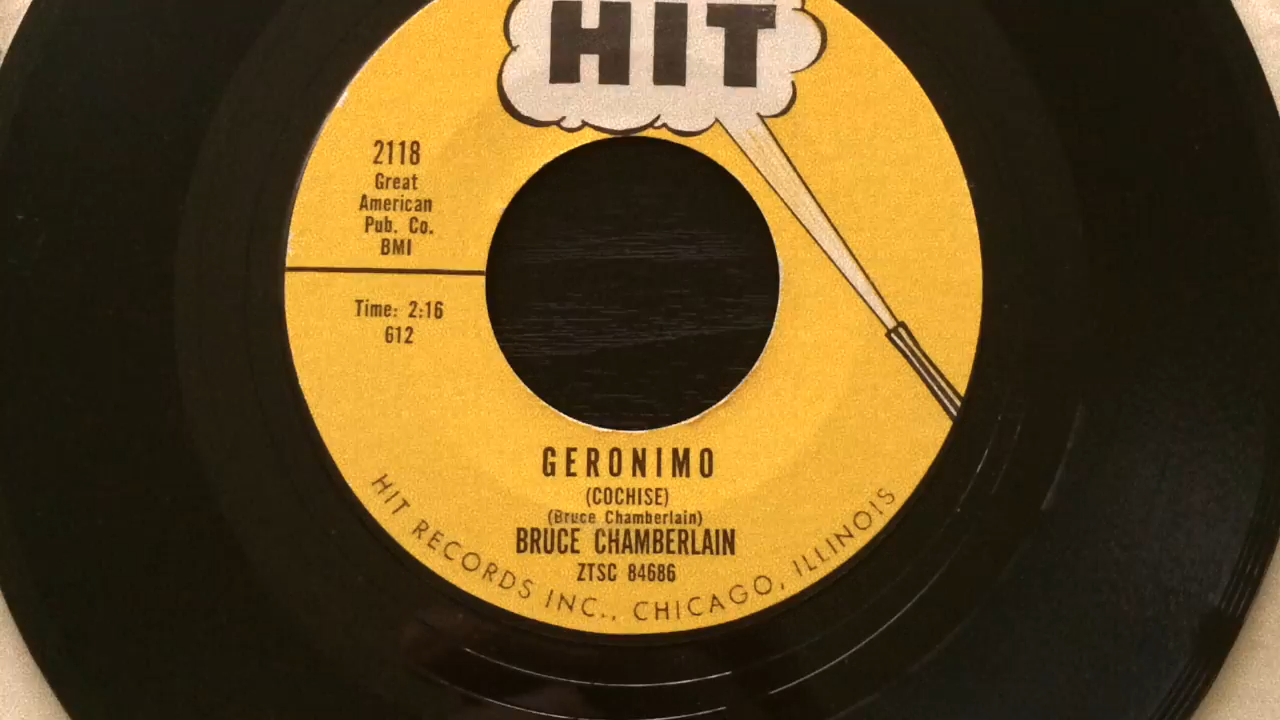 HIT
2118
Great
American
Pub. Co.
BMI
Time: 2:16
612
GERONIMO
(COCHISE)
(Bruce Chamberlain)
BRUCE CHAMBERLAIN
ZTSC 84686
HIT RECORDS INC., CHICAGO, ILLINOIS